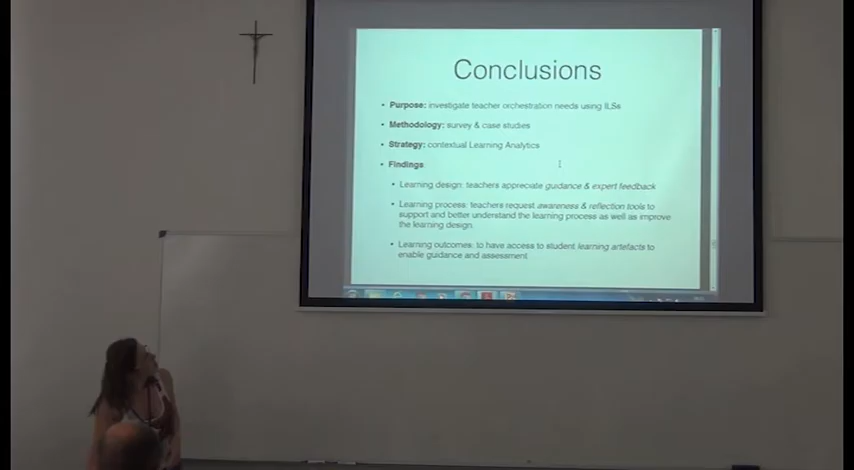 Conclusions
• Purpose: investigate teacher orchestration needs using ILSs
• Methodology: survey & case studies
• Strategy: contextual Learning Analytics
• Findings
• Learning design: teachers appreciate guidance & expert feedback
• Learning process: teachers request awareness & reflection tools to
support and better understand the learning process as well as improve
the learning design
• Learning outcomes: to have access to student learning artefacts to
enable guidance and assessment